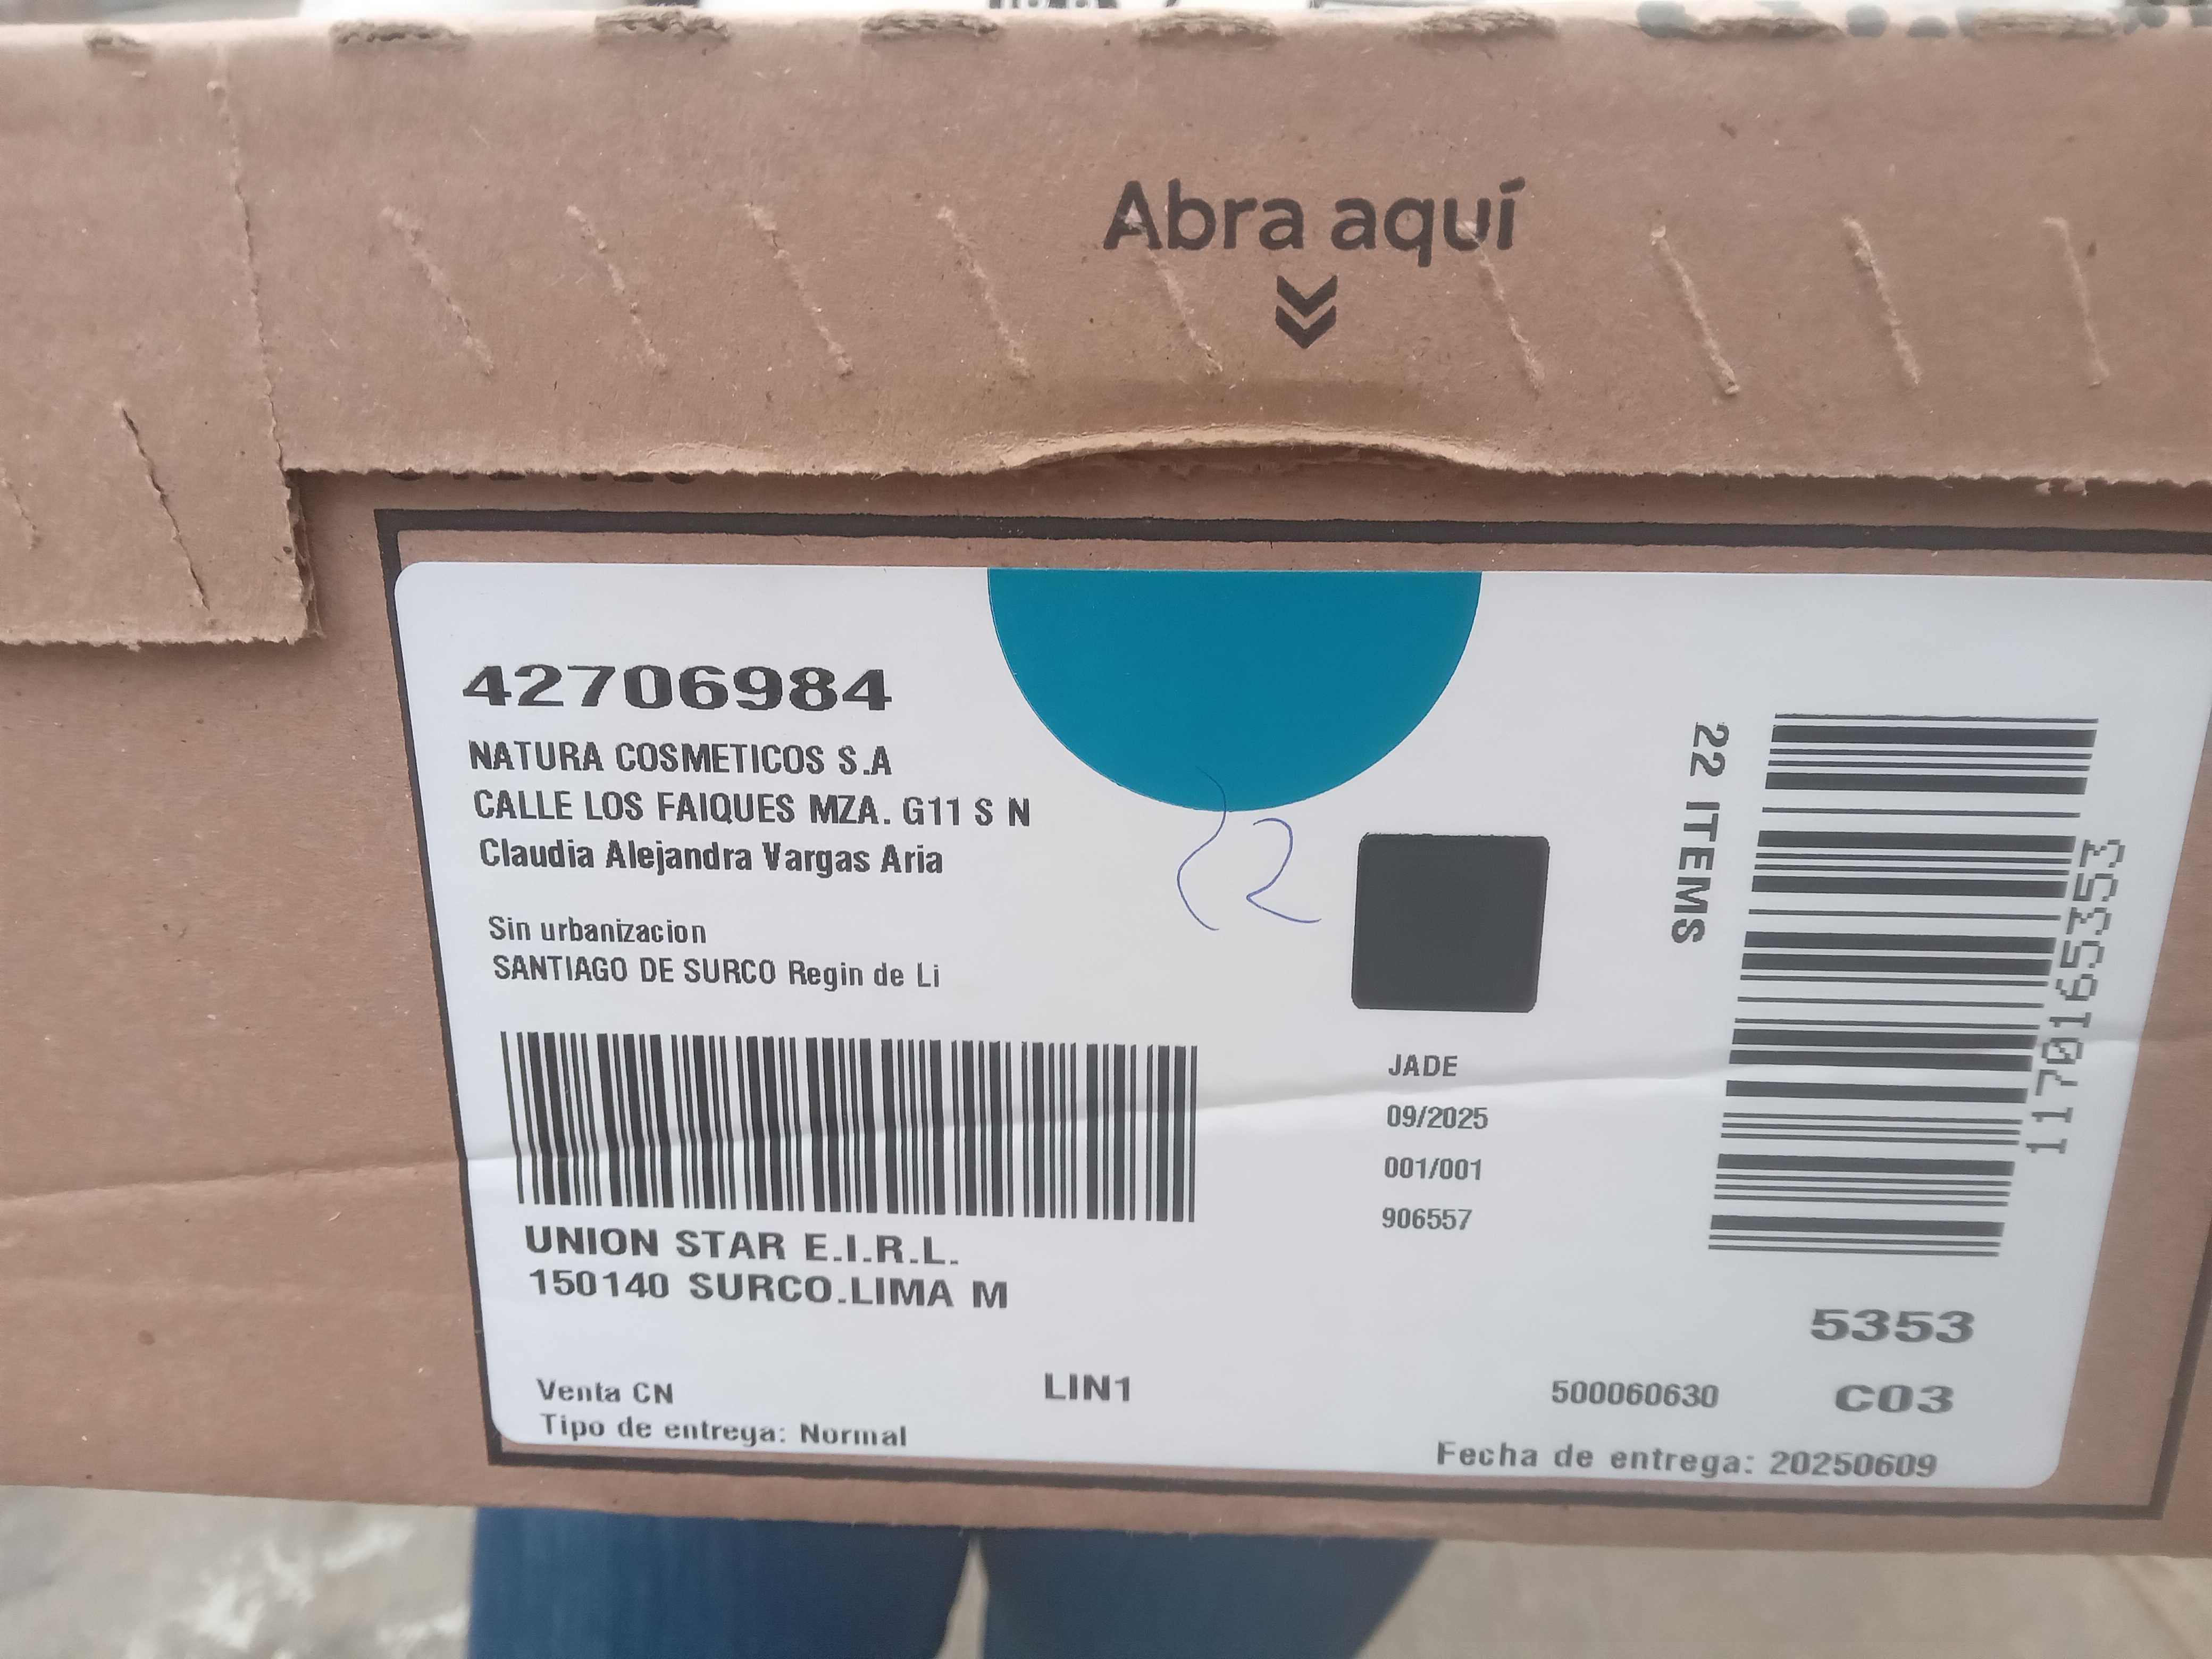 Abra aquí
42706984
NATURA COSMETICOS S.A
CALLE LOS FAIQUES MZA. G11 S N
Claudia Alejandra Vargas Aria
Sin urbanizacion
SANTIAGO DE SURCO Regin de Li
22 ITEMS
1170165353
JADE
09/2025
001/001
906557
UNION STAR E.I.R.L.
150140 SURCO.LIMA M
5353
Venta CN
LIN1
500060630
C03
Tipo de entrega: Normal
Fecha de entrega: 20250609